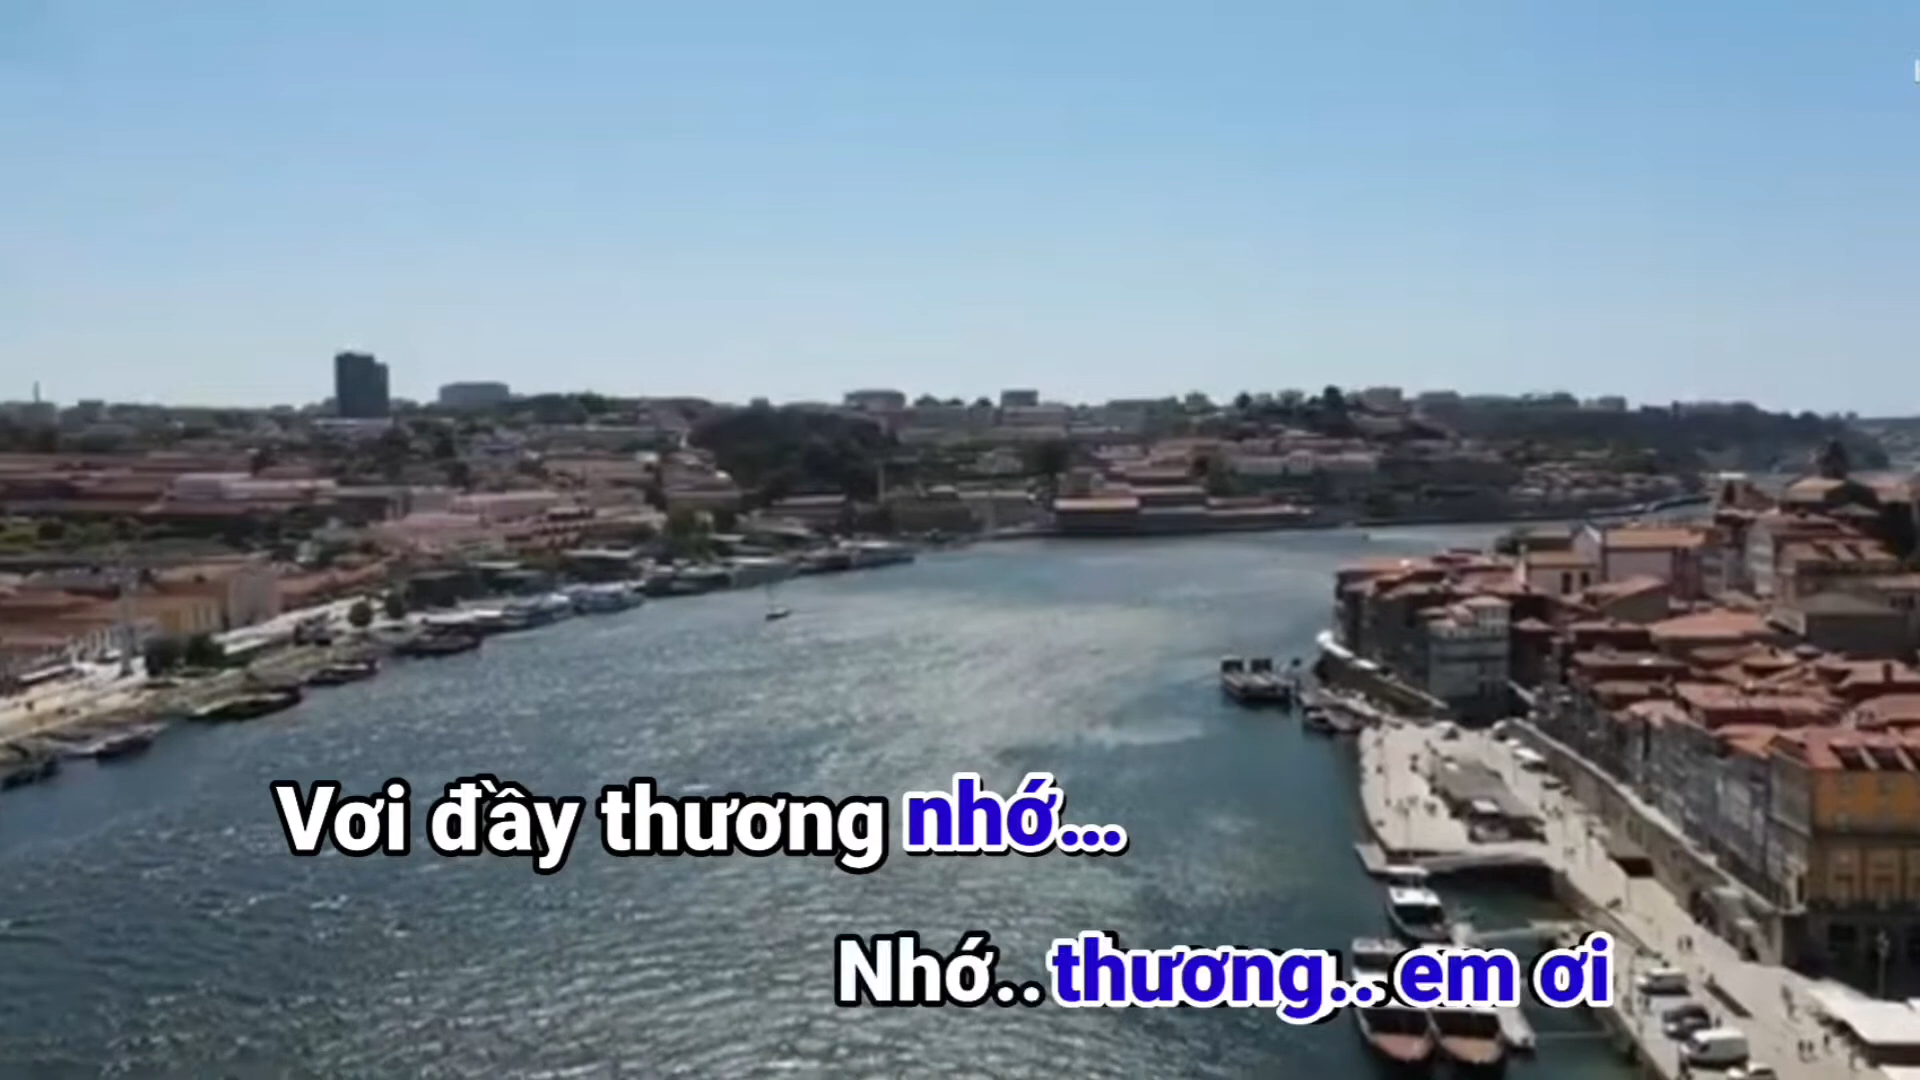 Vơi đầy thương nhớ...
Nhớ.. thương.. em ơi